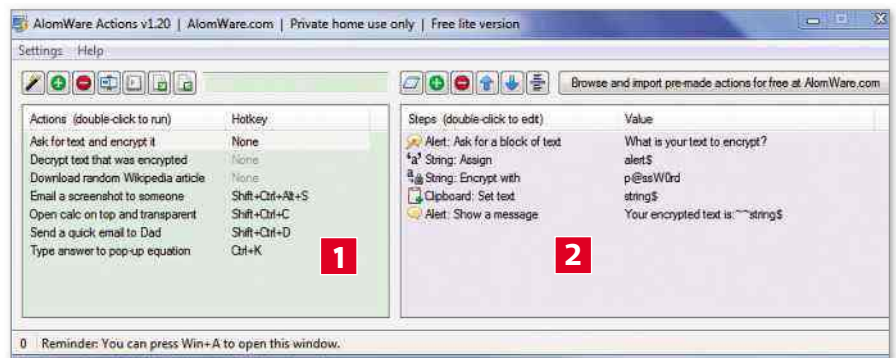 AlomWare Actions v1.20 | AlomWare.com | Private home use only | Free lite version
Settings Help
Browse and import pre-made actions for free at AlomWare.com
Actions (double-click to run) Hotkey
Ask for text and encrypt it None
Decrypt text that was encrypted None
Download random Wikipedia article None
Email a screenshot to someone Shift+Ctrl+Alt+S
Open calc on top and transparent Shift+Ctrl+C
Send a quick email to Dad Shift+Ctrl+D
Type answer to pop-up equation Ctrl+K
1
Steps (double-click to edit) Value
Alert: Ask for a block of text What is your text to encrypt?
String: Assign alert$
String: Encrypt with p@ssW0rd
Clipboard: Set text string$
Alert: Show a message Your encrypted text is:~~string$
2
0 Reminder: You can press Win+A to open this window.